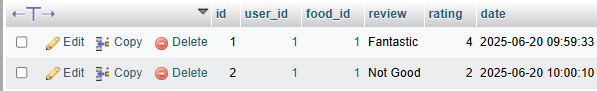 id user_id food_id review rating date
Edit Copy Delete 1 1 1 Fantastic 4 2025-06-20 09:59:33
Edit Copy Delete 2 1 1 Not Good 2 2025-06-20 10:00:10